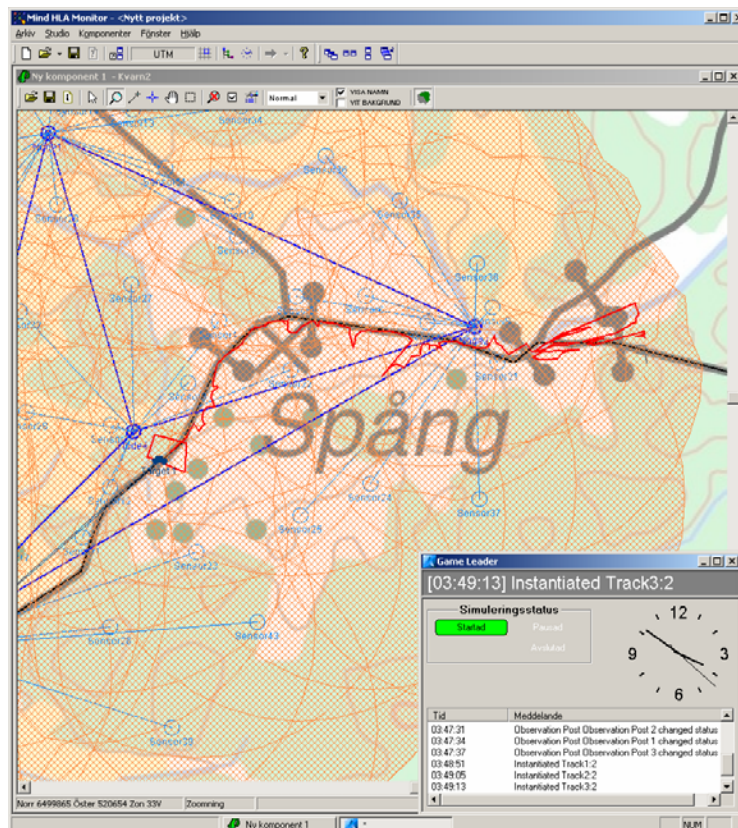 Mind HLA Monitor - <Nytt projekt>
Arkiv Studio Komponenter Fönster Hjälp
UTM
Ny komponent 1 - Kvarn2
Normal
VISA NAMN
VIT BAKGRUND
Sensor34
Sensor36
Sensor35
Sensor38
Sensor27
Sensor21
Spång
Sensor24
Sensor37
Sensor23
Sensor43
Sensor28
Sensor39
Game Leader
[03:49:13] Instantiated Track3:2
Simuleringsstatus
Startad Pausad
Avslutad
12
9 3
6
Tid Meddelande
03:47:31 Observation Post Observation Post 2 changed status
03:47:34 Observation Post Observation Post 1 changed status
03:47:37 Observation Post Observation Post 3 changed status
03:48:51 Instantiated Track1:2
03:49:05 Instantiated Track2:2
03:49:13 Instantiated Track3:2
Norr 6499865 Öster 520654 Zon 33V Zoomning
Ny komponent 1
NUM